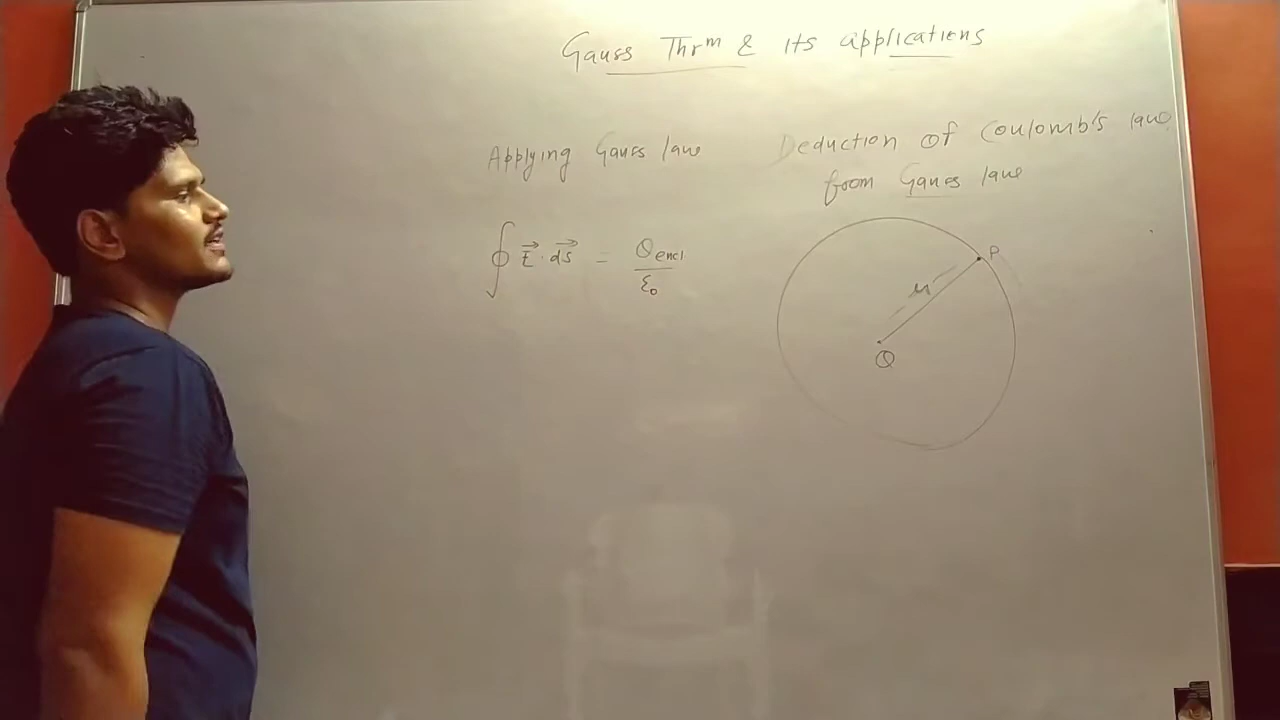 Gauss Thrm & its applications
Applying Gauss law
Deduction of Coulomb's law
from Gauss law
∮ E⃗ · ds⃗ = Qencl / ε₀
P
r
Q